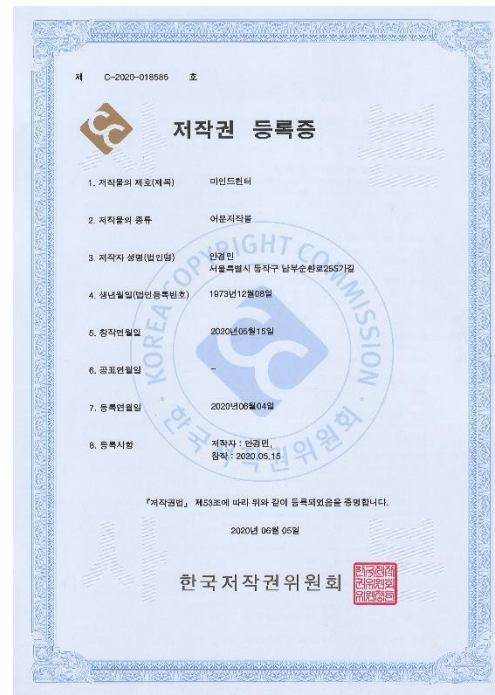 제 C-2020-018585 호
저작권 등록증
1. 저작물의 제호(제목) 마인드헌터
2. 저작물의 종류 어문저작물
3. 저작자 성명(법인명) 안경민
서울특별시 동작구 남부순환로255가길
4. 생년월일(법인등록번호) 1973년12월08일
5. 창작연월일 2020년05월15일
6. 공표연월일 -
7. 등록연월일 2020년06월04일
8. 등록사항 저작자 : 안경민,
창작 : 2020.05.15
『저작권법』 제53조에 따라 위와 같이 등록되었음을 증명합니다.
2020년 06월 05일
한국저작권위원회
KOREA COPYRIGHT COMMISSION
한국저작권위원회
사본